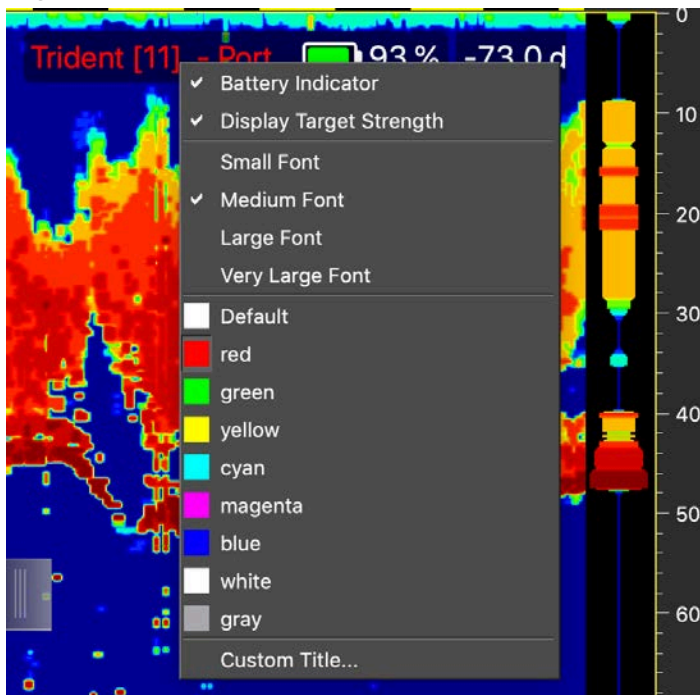 Trident [11] - Port 93 % -73.0 d
Battery Indicator
Display Target Strength
Small Font
Medium Font
Large Font
Very Large Font
Default
red
green
yellow
cyan
magenta
blue
white
gray
Custom Title...
0
10
20
30
40
50
60